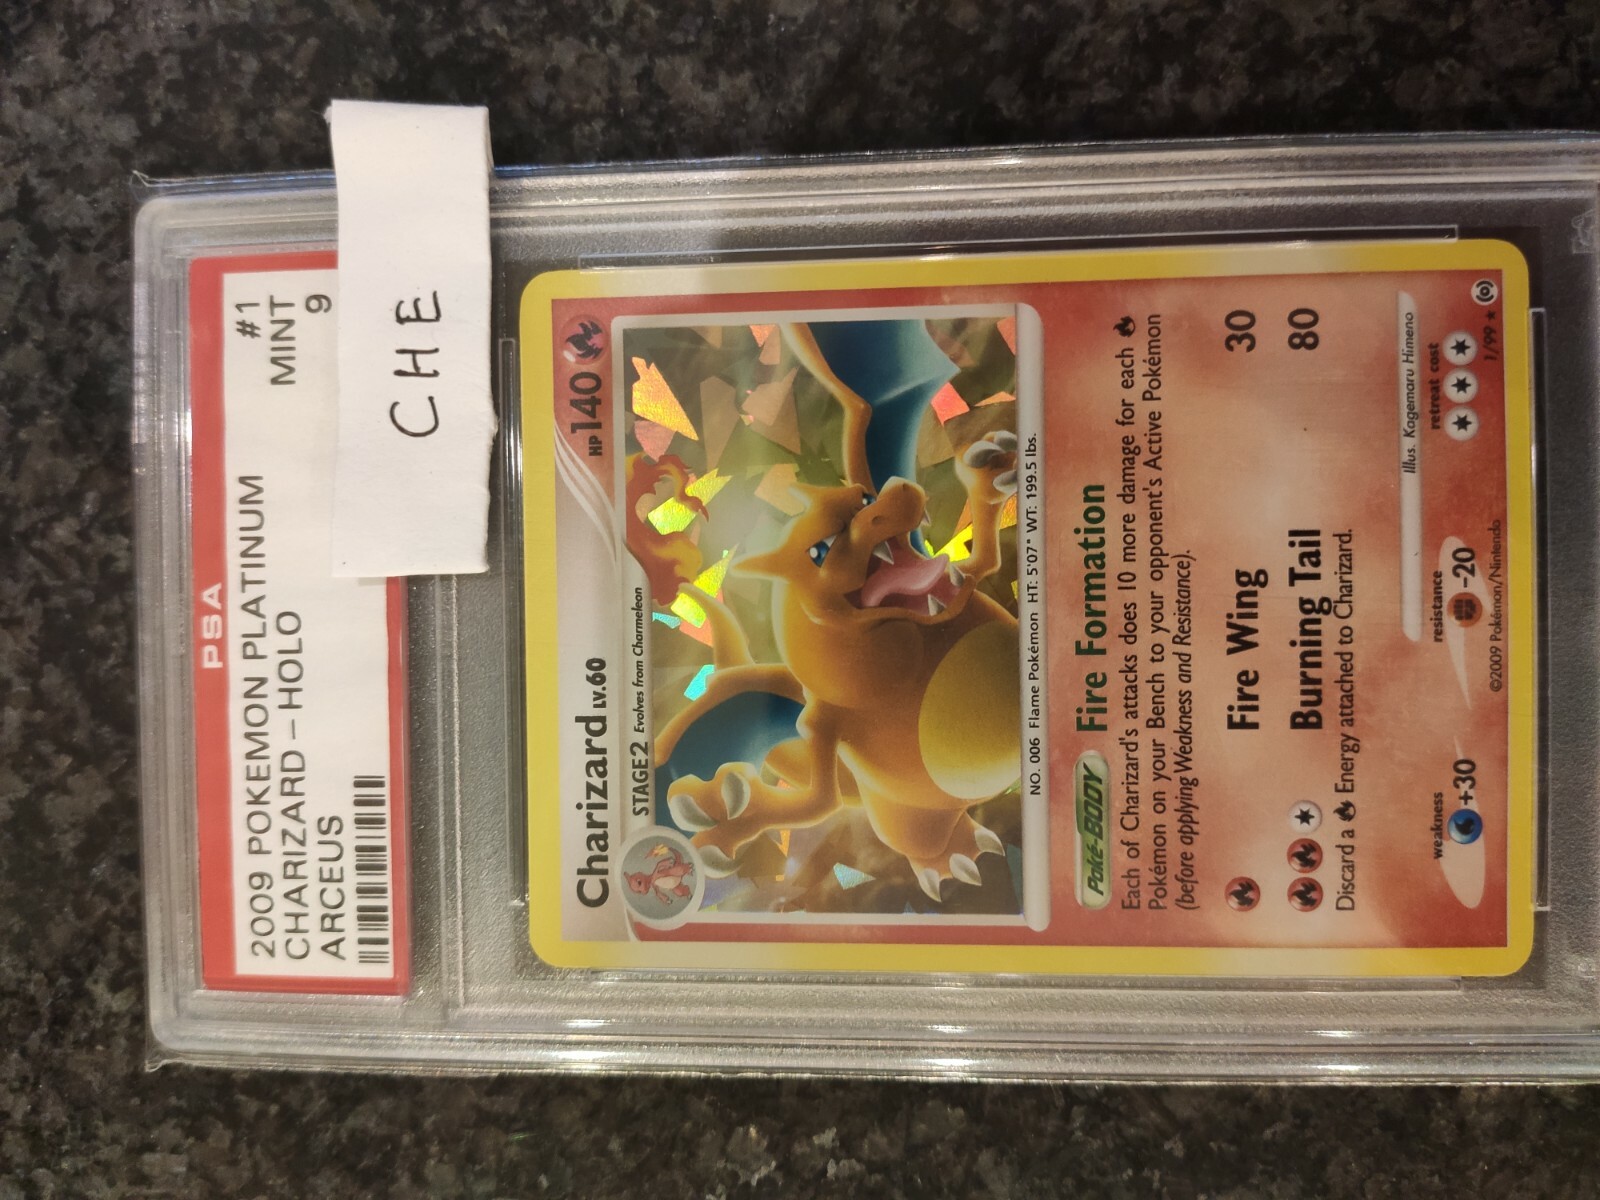 PSA
2009 POKEMON PLATINUM #1
CHARIZARD-HOLO MINT
ARCEUS 9
CHE
Charizard LV.60 HP 140
STAGE2 Evolves from Charmeleon
NO. 006 Flame Pokémon HT: 5'07" WT: 199.5 lbs.
Poké-BODY Fire Formation
Each of Charizard's attacks does 10 more damage for each
Pokémon on your Bench to your opponent's Active Pokémon
(before applying Weakness and Resistance).
Fire Wing 30
Burning Tail 80
Discard a Energy attached to Charizard.
Illus. Kagemaru Himeno
weakness resistance retreat cost
+30 -20
©2009 Pokémon/Nintendo 1/99 ★